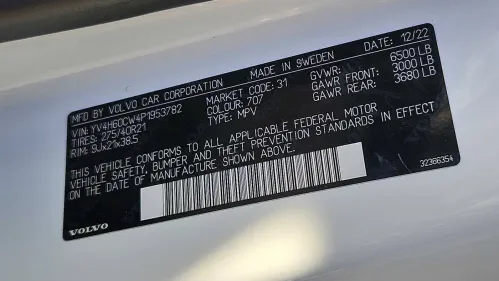 MFD BY VOLVO CAR CORPORATION MADE IN SWEDEN DATE: 12/22
VIN: YV4H60CW4P1953782 MARKET CODE: 31 GVWR: 6500 LB
TIRES: 275/40R21 COLOUR: 707 GAWR FRONT: 3000 LB
RIM: 9Jx21x38.5 TYPE: MPV GAWR REAR: 3680 LB
THIS VEHICLE CONFORMS TO ALL APPLICABLE FEDERAL MOTOR
VEHICLE SAFETY, BUMPER AND THEFT PREVENTION STANDARDS IN EFFECT
ON THE DATE OF MANUFACTURE SHOWN ABOVE.
32366354
VOLVO